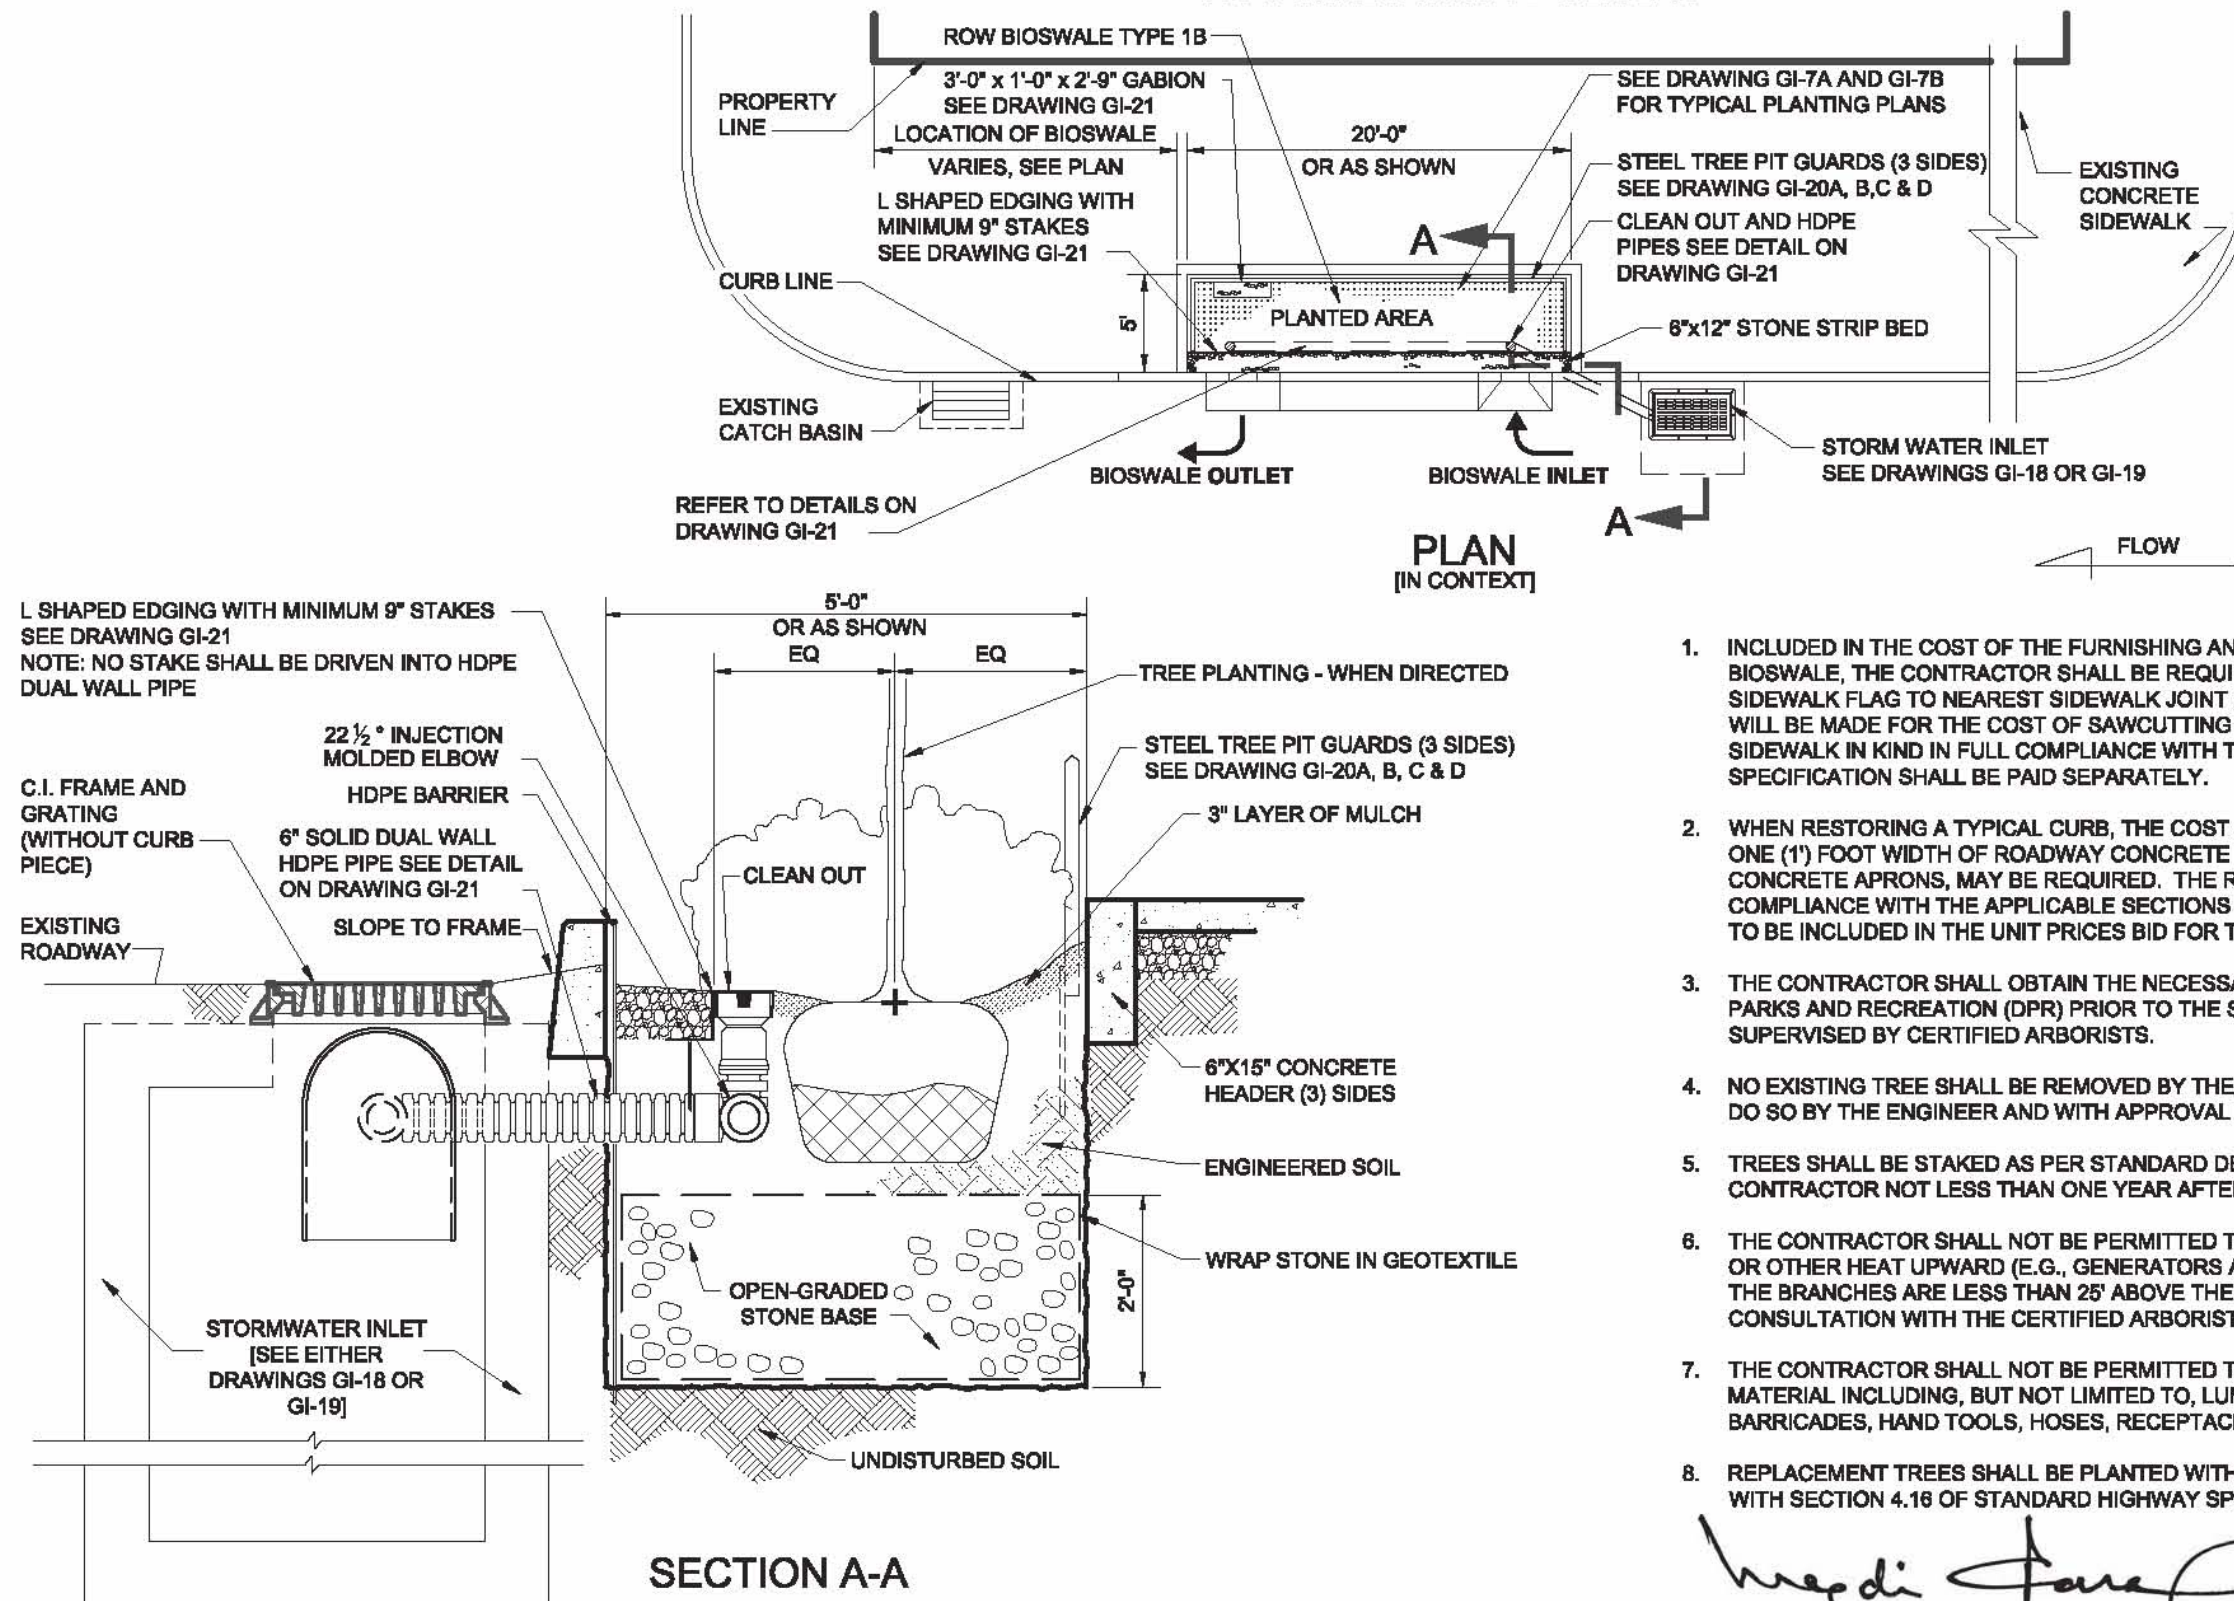 ROW BIOSWALE TYPE 1B
3'-0" x 1'-0" x 2'-9" GABION
SEE DRAWING GI-21
PROPERTY
LINE
LOCATION OF BIOSWALE
VARIES, SEE PLAN
L SHAPED EDGING WITH
MINIMUM 9" STAKES
SEE DRAWING GI-21
CURB LINE
20'-0"
OR AS SHOWN
SEE DRAWING GI-7A AND GI-7B
FOR TYPICAL PLANTING PLANS
STEEL TREE PIT GUARDS (3 SIDES)
SEE DRAWING GI-20A, B,C & D
CLEAN OUT AND HDPE
PIPES SEE DETAIL ON
DRAWING GI-21
EXISTING
CONCRETE
SIDEWALK
A
5'
PLANTED AREA
6"x12" STONE STRIP BED
EXISTING
CATCH BASIN
BIOSWALE OUTLET
BIOSWALE INLET
STORM WATER INLET
SEE DRAWINGS GI-18 OR GI-19
REFER TO DETAILS ON
DRAWING GI-21
A
PLAN
[IN CONTEXT]
FLOW
L SHAPED EDGING WITH MINIMUM 9" STAKES
SEE DRAWING GI-21
NOTE: NO STAKE SHALL BE DRIVEN INTO HDPE
DUAL WALL PIPE
22 ½ ° INJECTION
MOLDED ELBOW
HDPE BARRIER
C.I. FRAME AND
GRATING
(WITHOUT CURB
PIECE)
6" SOLID DUAL WALL
HDPE PIPE SEE DETAIL
ON DRAWING GI-21
SLOPE TO FRAME
EXISTING
ROADWAY
5'-0"
OR AS SHOWN
EQ
EQ
TREE PLANTING - WHEN DIRECTED
STEEL TREE PIT GUARDS (3 SIDES)
SEE DRAWING GI-20A, B, C & D
3" LAYER OF MULCH
CLEAN OUT
6"X15" CONCRETE
HEADER (3) SIDES
ENGINEERED SOIL
WRAP STONE IN GEOTEXTILE
2'-0"
OPEN-GRADED
STONE BASE
STORMWATER INLET
[SEE EITHER
DRAWINGS GI-18 OR
GI-19]
UNDISTURBED SOIL
SECTION A-A
1. INCLUDED IN THE COST OF THE FURNISHING AN
BIOSWALE, THE CONTRACTOR SHALL BE REQUI
SIDEWALK FLAG TO NEAREST SIDEWALK JOINT
WILL BE MADE FOR THE COST OF SAWCUTTING
SIDEWALK IN KIND IN FULL COMPLIANCE WITH T
SPECIFICATION SHALL BE PAID SEPARATELY.
2. WHEN RESTORING A TYPICAL CURB, THE COST
ONE (1') FOOT WIDTH OF ROADWAY CONCRETE
CONCRETE APRONS, MAY BE REQUIRED. THE R
COMPLIANCE WITH THE APPLICABLE SECTIONS
TO BE INCLUDED IN THE UNIT PRICES BID FOR T
3. THE CONTRACTOR SHALL OBTAIN THE NECESSA
PARKS AND RECREATION (DPR) PRIOR TO THE S
SUPERVISED BY CERTIFIED ARBORISTS.
4. NO EXISTING TREE SHALL BE REMOVED BY THE
DO SO BY THE ENGINEER AND WITH APPROVAL
5. TREES SHALL BE STAKED AS PER STANDARD DE
CONTRACTOR NOT LESS THAN ONE YEAR AFTE
6. THE CONTRACTOR SHALL NOT BE PERMITTED T
OR OTHER HEAT UPWARD (E.G., GENERATORS A
THE BRANCHES ARE LESS THAN 25' ABOVE THE
CONSULTATION WITH THE CERTIFIED ARBORIST
7. THE CONTRACTOR SHALL NOT BE PERMITTED T
MATERIAL INCLUDING, BUT NOT LIMITED TO, LU
BARRICADES, HAND TOOLS, HOSES, RECEPTAC
8. REPLACEMENT TREES SHALL BE PLANTED WITH
WITH SECTION 4.16 OF STANDARD HIGHWAY SP